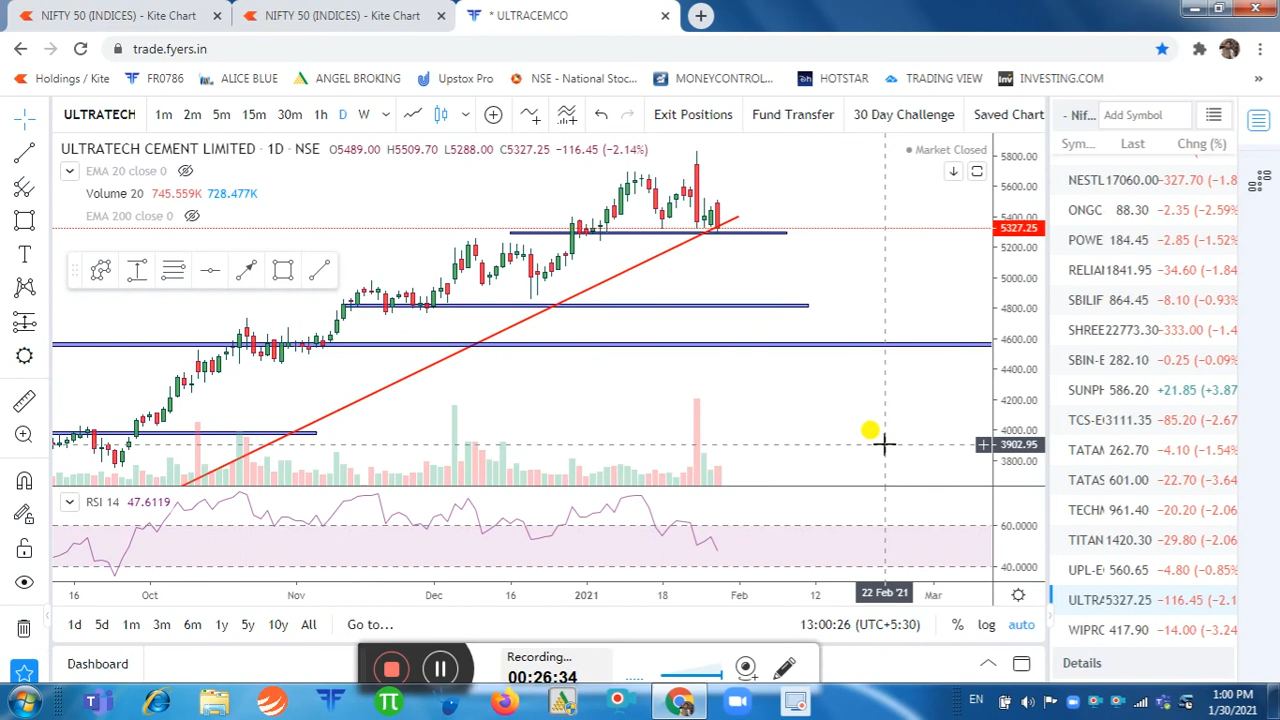 NIFTY 50 (INDICES) - Kite Chart
NIFTY 50 (INDICES) - Kite Chart
* ULTRACEMCO
trade.fyers.in
Holdings / Kite
FR0786
ALICE BLUE
ANGEL BROKING
Upstox Pro
NSE - National Stoc...
MONEYCONTROL...
HOTSTAR
TRADING VIEW
INVESTING.COM
»
ULTRATECH 1m 2m 5m 15m 30m 1h D W Exit Positions Fund Transfer 30 Day Challenge Saved Chart
- Nif... Add Symbol
ULTRATECH CEMENT LIMITED · 1D · NSE O5489.00 H5509.70 L5288.00 C5327.25 −116.45 (−2.14%)
Market Closed
Sym... Last Chng (%)
EMA 20 close 0
Volume 20 745.559K 728.477K
EMA 200 close 0
5800.00
5600.00
5400.00
5327.25
5200.00
5000.00
4800.00
4600.00
4400.00
4200.00
4000.00
3902.95
3800.00
RSI 14 47.6119
60.0000
40.0000
16 Oct Nov Dec 16 2021 18 Feb 12 22 Feb '21 Mar
NESTL 17060.00 -327.70 (-1.8
ONGC 88.30 -2.35 (-2.59%
POWE 184.45 -2.85 (-1.52%
RELIAI 1841.95 -34.60 (-1.84
SBILIF 864.45 -8.10 (-0.93%
SHREE 22773.30 -333.00 (-1.4
SBIN-E 282.10 -0.25 (-0.09%
SUNPH 586.20 +21.85 (+3.87
TCS-E 3111.35 -85.20 (-2.67
TATAM 262.70 -4.10 (-1.54%
TATAS 601.00 -22.70 (-3.64
TECHM 961.40 -20.20 (-2.06
TITAN 1420.30 -29.80 (-2.06
UPL-E 560.65 -4.80 (-0.85%
ULTRA 5327.25 -116.45 (-2.1
WIPRO 417.90 -14.00 (-3.24
1d 5d 1m 3m 6m 1y 5y 10y All Go to...
13:00:26 (UTC+5:30) % log auto
Dashboard
Recording...
00:26:34
Details
EN
1:00 PM
1/30/2021